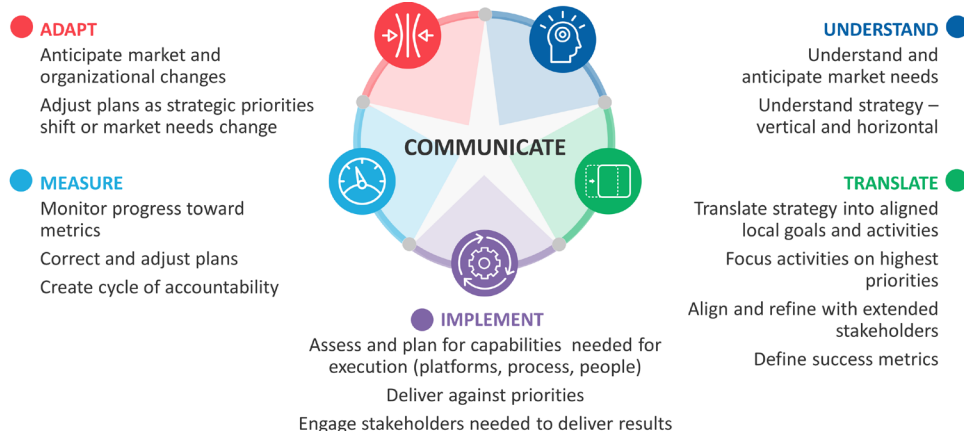 ADAPT
Anticipate market and
organizational changes
Adjust plans as strategic priorities
shift or market needs change
MEASURE
Monitor progress toward
metrics
Correct and adjust plans
Create cycle of accountability
COMMUNICATE
IMPLEMENT
Assess and plan for capabilities needed for
execution (platforms, process, people)
Deliver against priorities
Engage stakeholders needed to deliver results
UNDERSTAND
Understand and
anticipate market needs
Understand strategy –
vertical and horizontal
TRANSLATE
Translate strategy into aligned
local goals and activities
Focus activities on highest
priorities
Align and refine with extended
stakeholders
Define success metrics